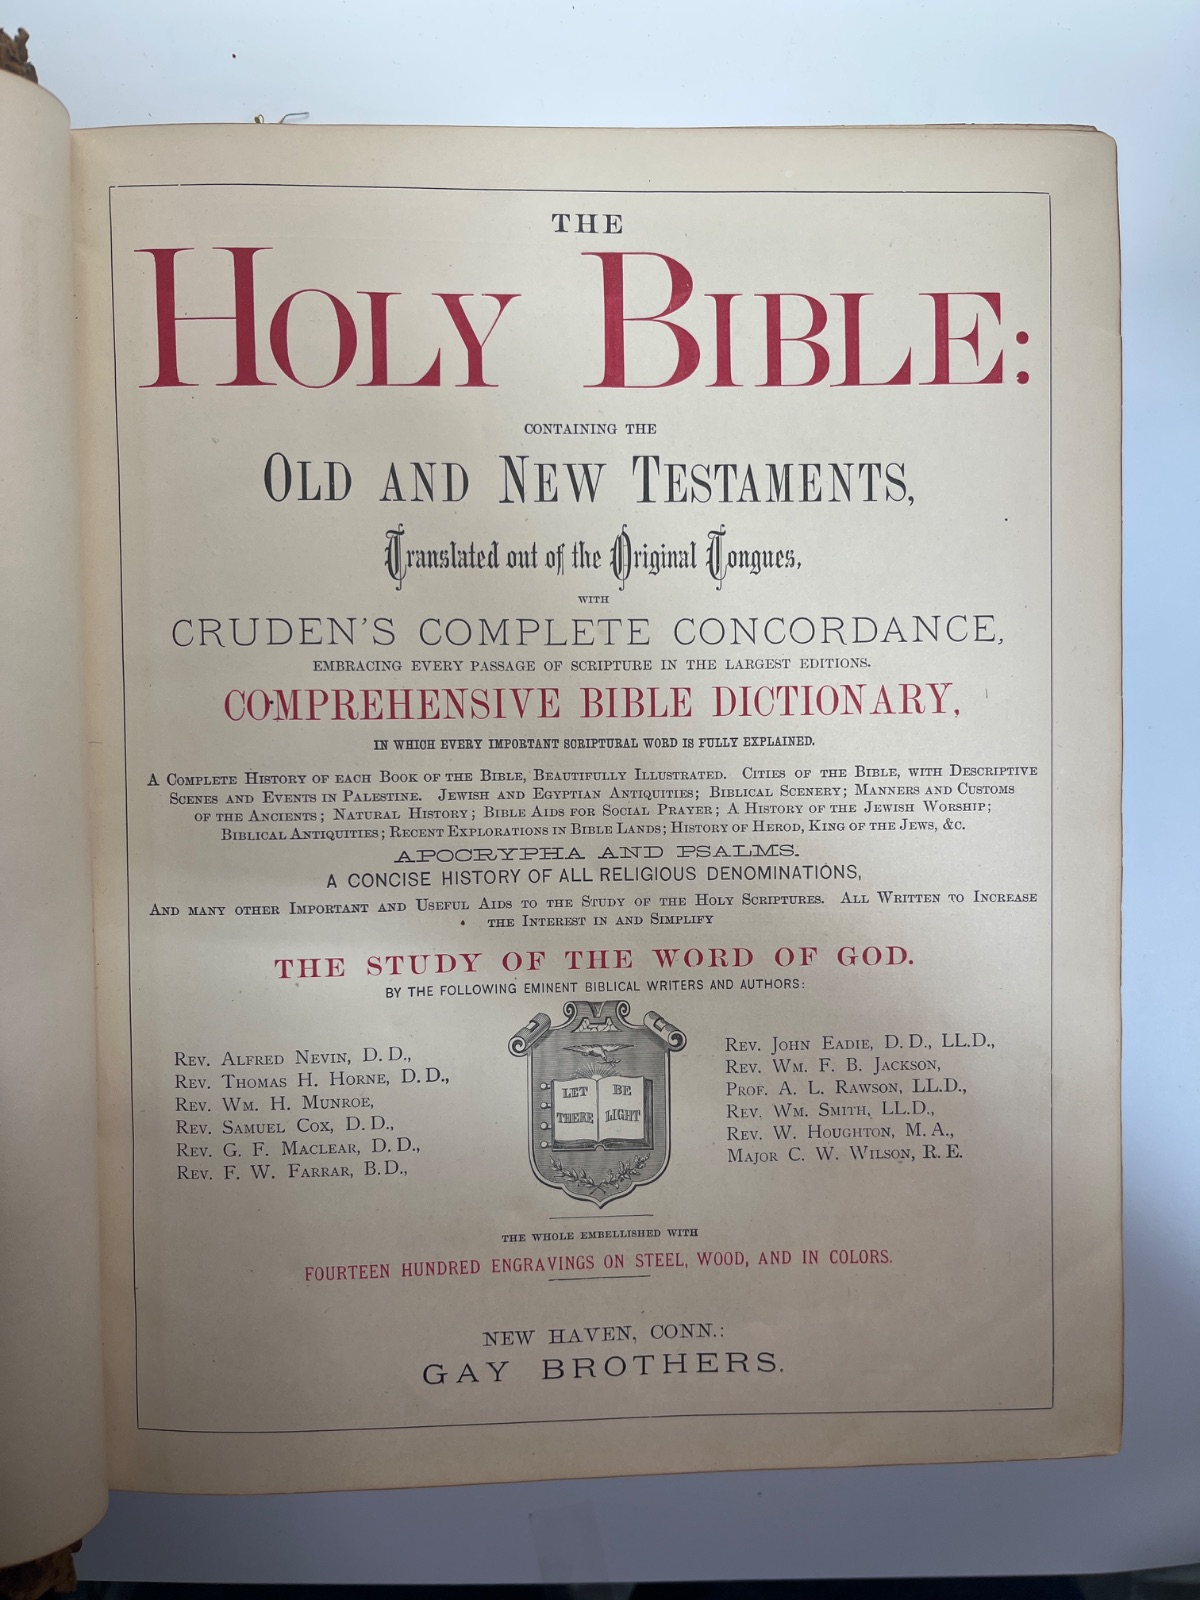 THE
HOLY BIBLE:
CONTAINING THE
OLD AND NEW TESTAMENTS,
Translated out of the Original Tongues,
WITH
CRUDEN'S COMPLETE CONCORDANCE,
EMBRACING EVERY PASSAGE OF SCRIPTURE IN THE LARGEST EDITIONS.
COMPREHENSIVE BIBLE DICTIONARY,
IN WHICH EVERY IMPORTANT SCRIPTURAL WORD IS FULLY EXPLAINED.
A COMPLETE HISTORY OF EACH BOOK OF THE BIBLE, BEAUTIFULLY ILLUSTRATED. CITIES OF THE BIBLE, WITH DESCRIPTIVE
SCENES AND EVENTS IN PALESTINE. JEWISH AND EGYPTIAN ANTIQUITIES; BIBLICAL SCENERY; MANNERS AND CUSTOMS
OF THE ANCIENTS; NATURAL HISTORY; BIBLE AIDS FOR SOCIAL PRAYER; A HISTORY OF THE JEWISH WORSHIP;
BIBLICAL ANTIQUITIES; RECENT EXPLORATIONS IN BIBLE LANDS; HISTORY OF HEROD, KING OF THE JEWS, &C.
APOCRYPHA AND PSALMS.
A CONCISE HISTORY OF ALL RELIGIOUS DENOMINATIONS,
AND MANY OTHER IMPORTANT AND USEFUL AIDS TO THE STUDY OF THE HOLY SCRIPTURES. ALL WRITTEN TO INCREASE
THE INTEREST IN AND SIMPLIFY
THE STUDY OF THE WORD OF GOD.
BY THE FOLLOWING EMINENT BIBLICAL WRITERS AND AUTHORS:
REV. ALFRED NEVIN, D.D.,
REV. THOMAS H. HORNE, D.D.,
REV. WM. H. MUNROE,
REV. SAMUEL COX, D.D.,
REV. G. F. MACLEAR, D.D.,
REV. F. W. FARRAR, B.D.,
LET BE
THERE LIGHT
REV. JOHN EADIE, D.D., LL.D.,
REV. WM. F. B. JACKSON,
PROF. A. L. RAWSON, LL.D.,
REV. WM. SMITH, LL.D.,
REV. W. HOUGHTON, M.A.,
MAJOR C. W. WILSON, R.E.
THE WHOLE EMBELLISHED WITH
FOURTEEN HUNDRED ENGRAVINGS ON STEEL, WOOD, AND IN COLORS.
NEW HAVEN, CONN.:
GAY BROTHERS.